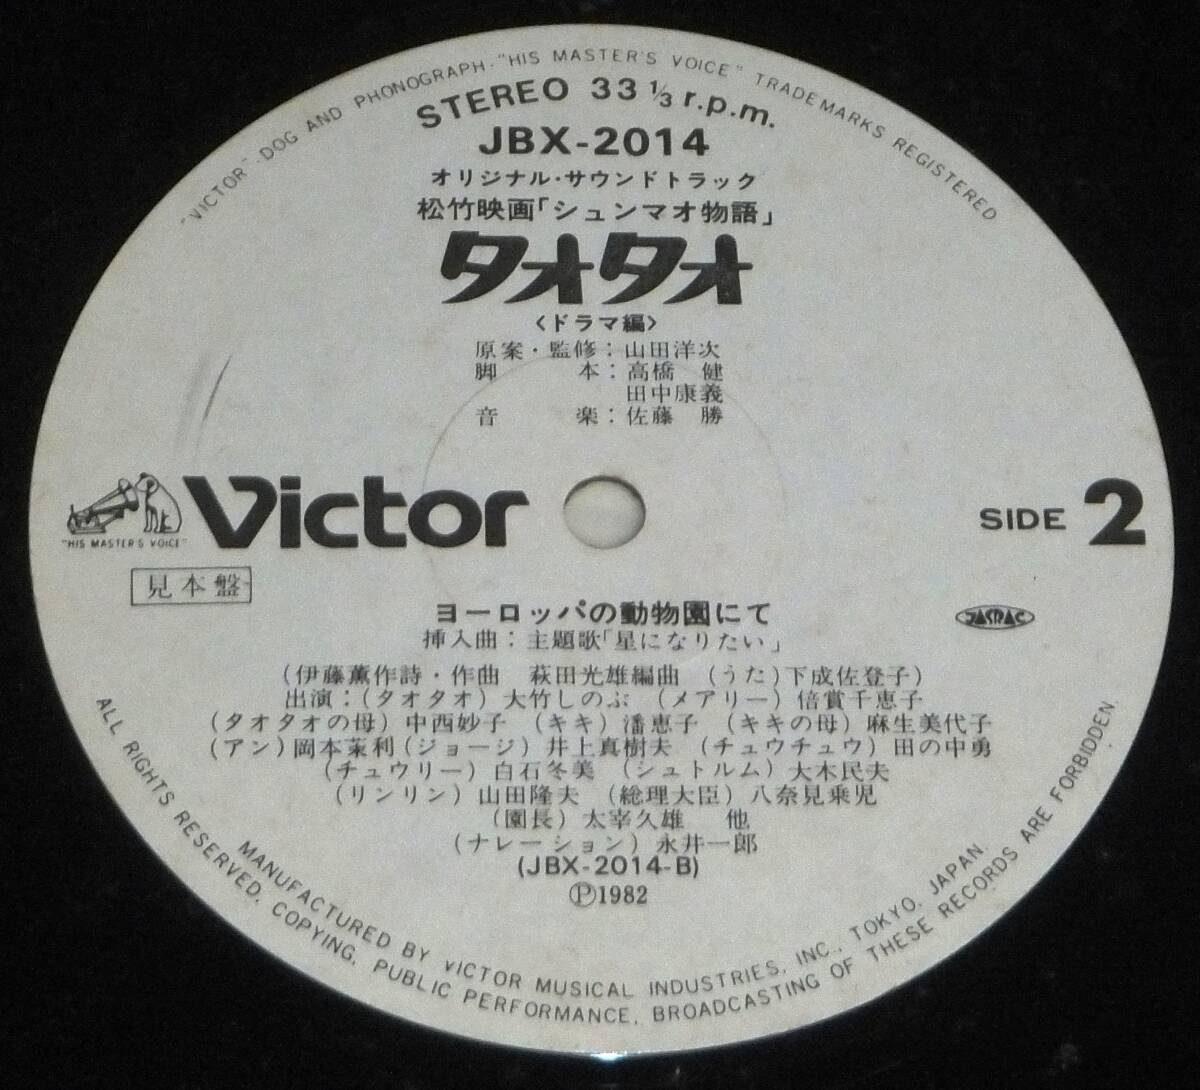 "VICTOR"·DOG AND PHONOGRAPH·"HIS MASTER'S VOICE" TRADEMARKS REGISTERED
STEREO 33 1/3 r.p.m.
JBX-2014
オリジナル・サウンドトラック
松竹映画「シュンマオ物語」
タオタオ
〈ドラマ編〉
原案・監修：山田洋次
脚 本：高橋 健
田中康義
音 楽：佐藤 勝
"HIS MASTER'S VOICE"
Victor
SIDE 2
見本盤
JASRAC
ヨーロッパの動物園にて
挿入曲：主題歌「星になりたい」
（伊藤薫作詩・作曲 萩田光雄編曲 （うた）下成佐登子）
出演：（タオタオ）大竹しのぶ （メアリー）倍賞千恵子
（タオタオの母）中西妙子 （キキ）潘恵子 （キキの母）麻生美代子
（アン）岡本茉利（ジョージ）井上真樹夫 （チュウチュウ）田の中勇
（チュウリー）白石冬美 （シュトルム）大木民夫
（リンリン）山田隆夫 （総理大臣）八奈見乗児
（園長）太宰久雄 他
（ナレーション）永井一郎
(JBX-2014-B)
Ⓟ1982
MANUFACTURED BY VICTOR MUSICAL INDUSTRIES, INC., TOKYO, JAPAN.
ALL RIGHTS RESERVED. COPYING, PUBLIC PERFORMANCE, BROADCASTING OF THESE RECORDS ARE FORBIDDEN.